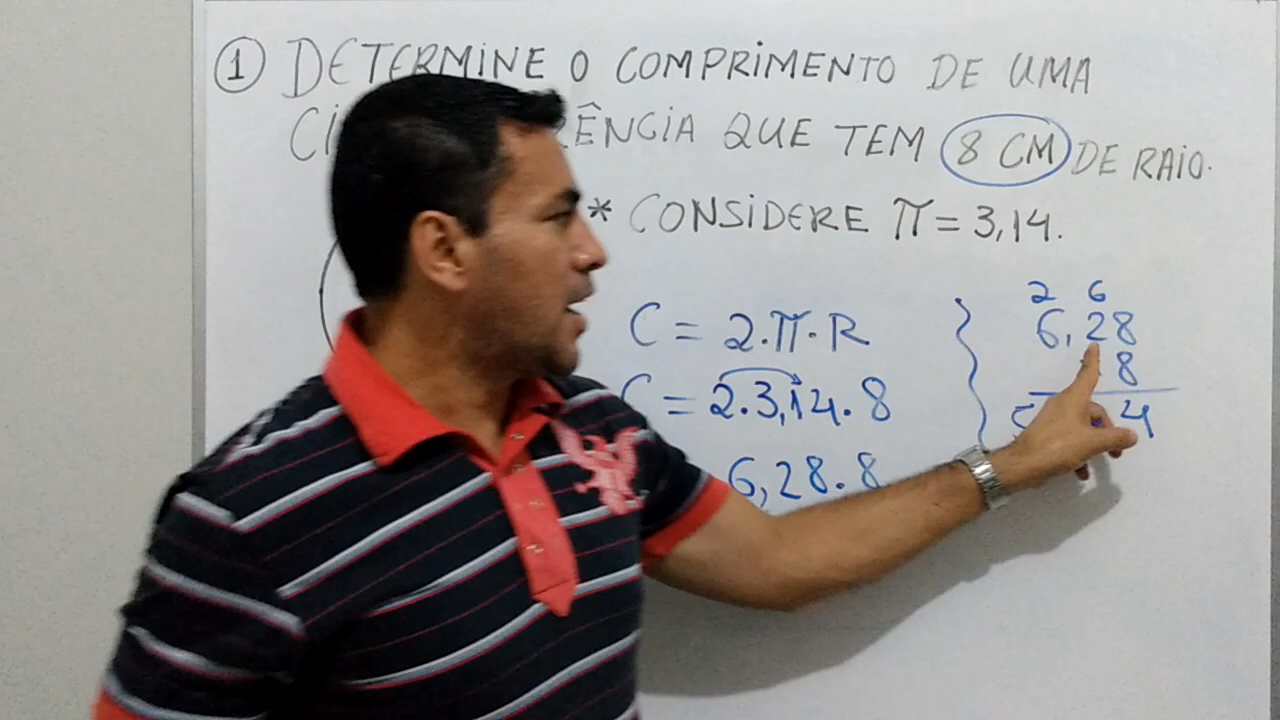 ① DETERMINE O COMPRIMENTO DE UMA
QUE TEM 8 CM DE RAIO.
* CONSIDERE π = 3,14.
C = 2.π.R
C = 2.3,14.8
6,28.8
2 6
6,28
8
4